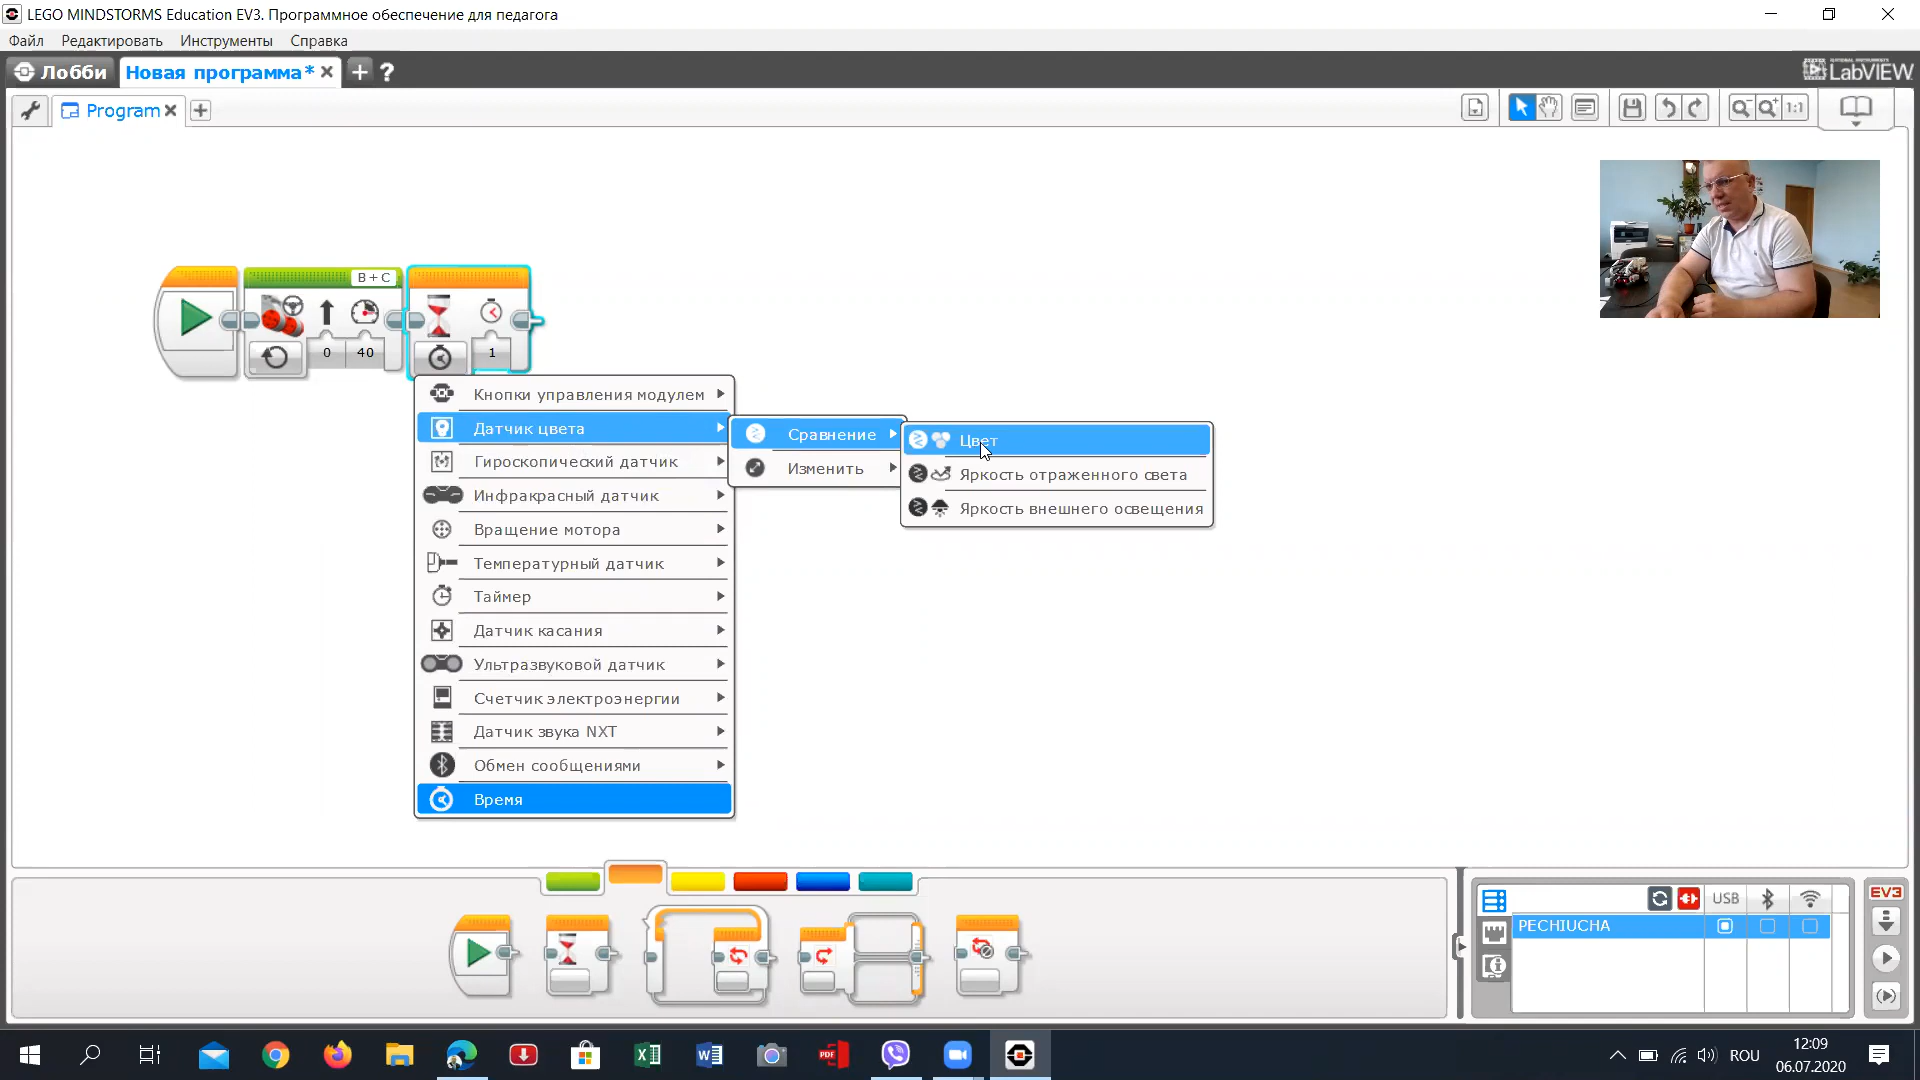 LEGO MINDSTORMS Education EV3. Программное обеспечение для педагога
Файл Редактировать Инструменты Справка
Лобби Новая программа* + ? LabVIEW
Program 1:1
B + C
0 40 1
Кнопки управления модулем
Датчик цвета
Гироскопический датчик
Инфракрасный датчик
Вращение мотора
Температурный датчик
Таймер
Датчик касания
Ультразвуковой датчик
Счетчик электроэнергии
Датчик звука NXT
Обмен сообщениями
Время
Сравнение
Изменить
Цвет
Яркость отраженного света
Яркость внешнего освещения
USB EV3
PECHIUCHA
PDF
ROU 12:09
06.07.2020